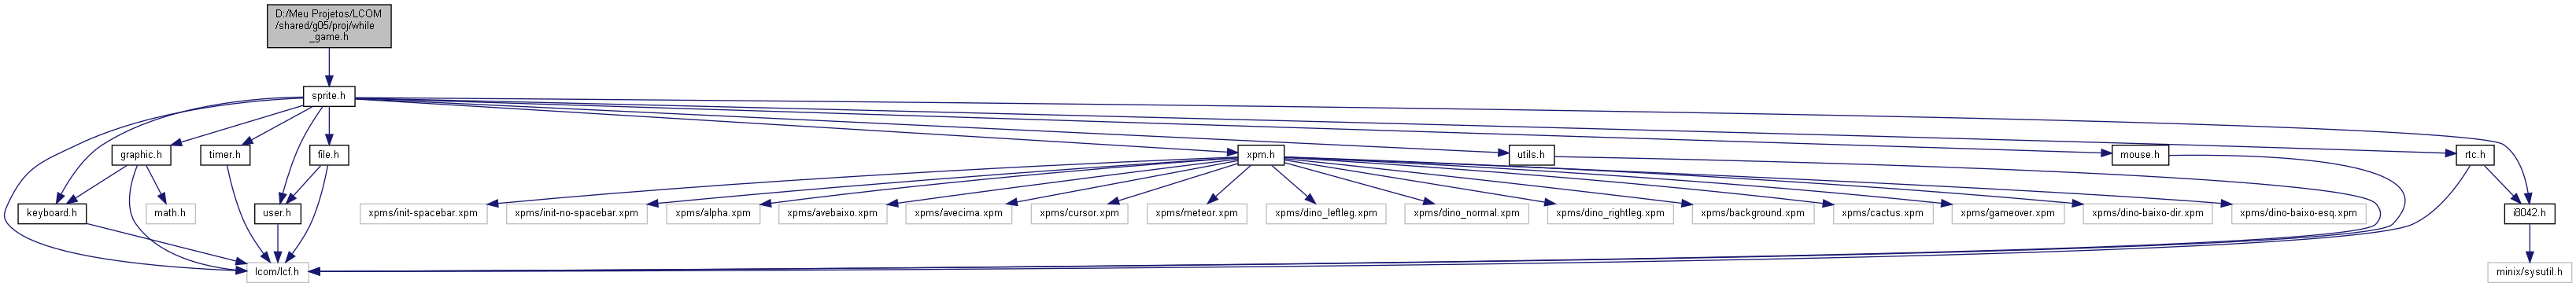 D:/Meu Projetos/LCOM
/shared/g05/proj/while
_game.h
sprite.h
graphic.h
timer.h
file.h
xpm.h
utils.h
mouse.h
rtc.h
keyboard.h
math.h
user.h
xpms/init-spacebar.xpm
xpms/init-no-spacebar.xpm
xpms/alpha.xpm
xpms/avebaixo.xpm
xpms/avecima.xpm
xpms/cursor.xpm
xpms/meteor.xpm
xpms/dino_leftleg.xpm
xpms/dino_normal.xpm
xpms/dino_rightleg.xpm
xpms/background.xpm
xpms/cactus.xpm
xpms/gameover.xpm
xpms/dino-baixo-dir.xpm
xpms/dino-baixo-esq.xpm
i8042.h
lcom/lcf.h
minix/sysutil.h